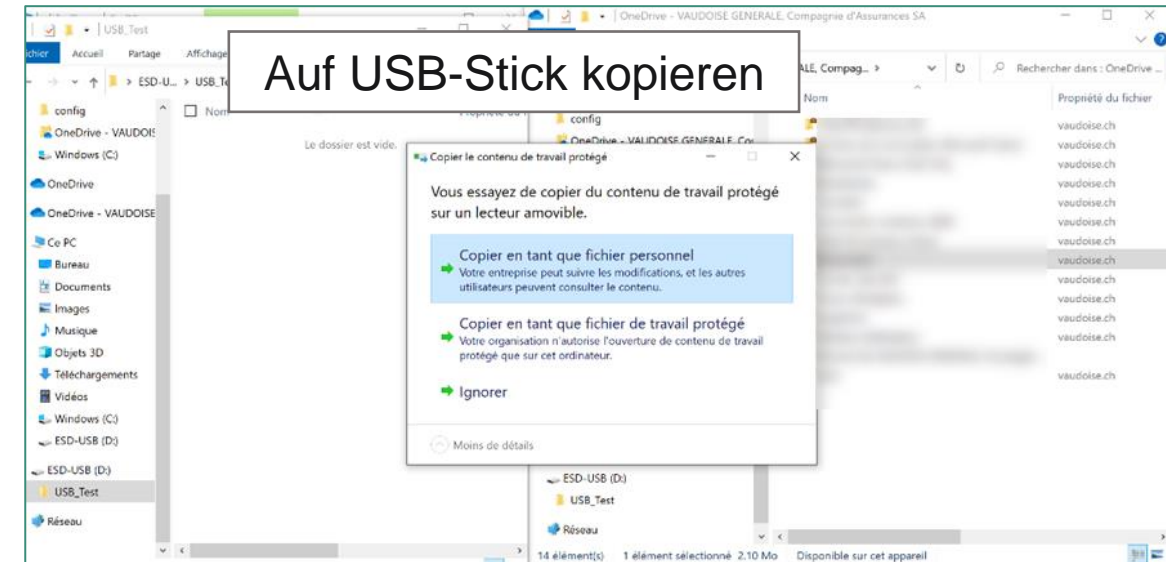 USB_Test
OneDrive - VAUDOISE GENERALE, Compagnie d'Assurances SA
Accueil Partage Affichage
Auf USB-Stick kopieren
ESD-U... > USB_Te
ALE, Compag... >
Rechercher dans : OneDrive ...
config
OneDrive - VAUDOIS
Windows (C:)
OneDrive
OneDrive - VAUDOISE
Ce PC
Bureau
Documents
Images
Musique
Objets 3D
Téléchargements
Vidéos
Windows (C:)
ESD-USB (D:)
ESD-USB (D:)
USB_Test
Réseau
Nom
Le dossier est vide.
config
OneDrive - VAUDOISE GENERALE, Co
Copier le contenu de travail protégé
Vous essayez de copier du contenu de travail protégé
sur un lecteur amovible.
Copier en tant que fichier personnel
Votre entreprise peut suivre les modifications, et les autres
utilisateurs peuvent consulter le contenu.
Copier en tant que fichier de travail protégé
Votre organisation n'autorise l'ouverture de contenu de travail
protégé que sur cet ordinateur.
Ignorer
Moins de détails
ESD-USB (D:)
USB_Test
Réseau
Nom
Propriété du fichier
vaudoise.ch
vaudoise.ch
vaudoise.ch
vaudoise.ch
vaudoise.ch
vaudoise.ch
vaudoise.ch
vaudoise.ch
vaudoise.ch
vaudoise.ch
vaudoise.ch
vaudoise.ch
vaudoise.ch
14 élément(s) 1 élément sélectionné 2.10 Mo Disponible sur cet appareil